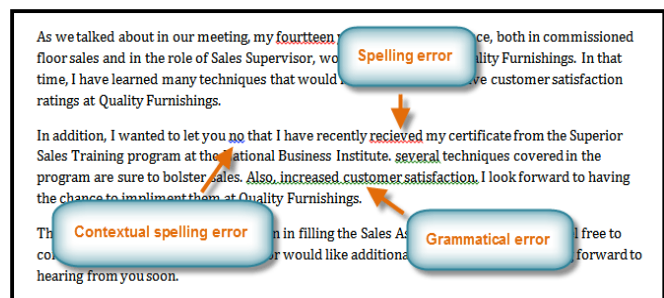 As we talked about in our meeting, my fourtteen ce, both in commissioned
floor sales and in the role of Sales Supervisor, lity Furnishings. In that
Spelling error
time, I have learned many techniques that would customer satisfaction
ratings at Quality Furnishings.
In addition, I wanted to let you no that I have recently recieved my certificate from the Superior
Sales Training program at the National Business Institute. several techniques covered in the
program are sure to bolster sales. Also, increased customer satisfaction. I look forward to having
the chance to impliment them at Quality Furnishings.
Contextual spelling error
Th n in filling the Sales As l free to
Grammatical error
co or would like additiona forward to
hearing from you soon.